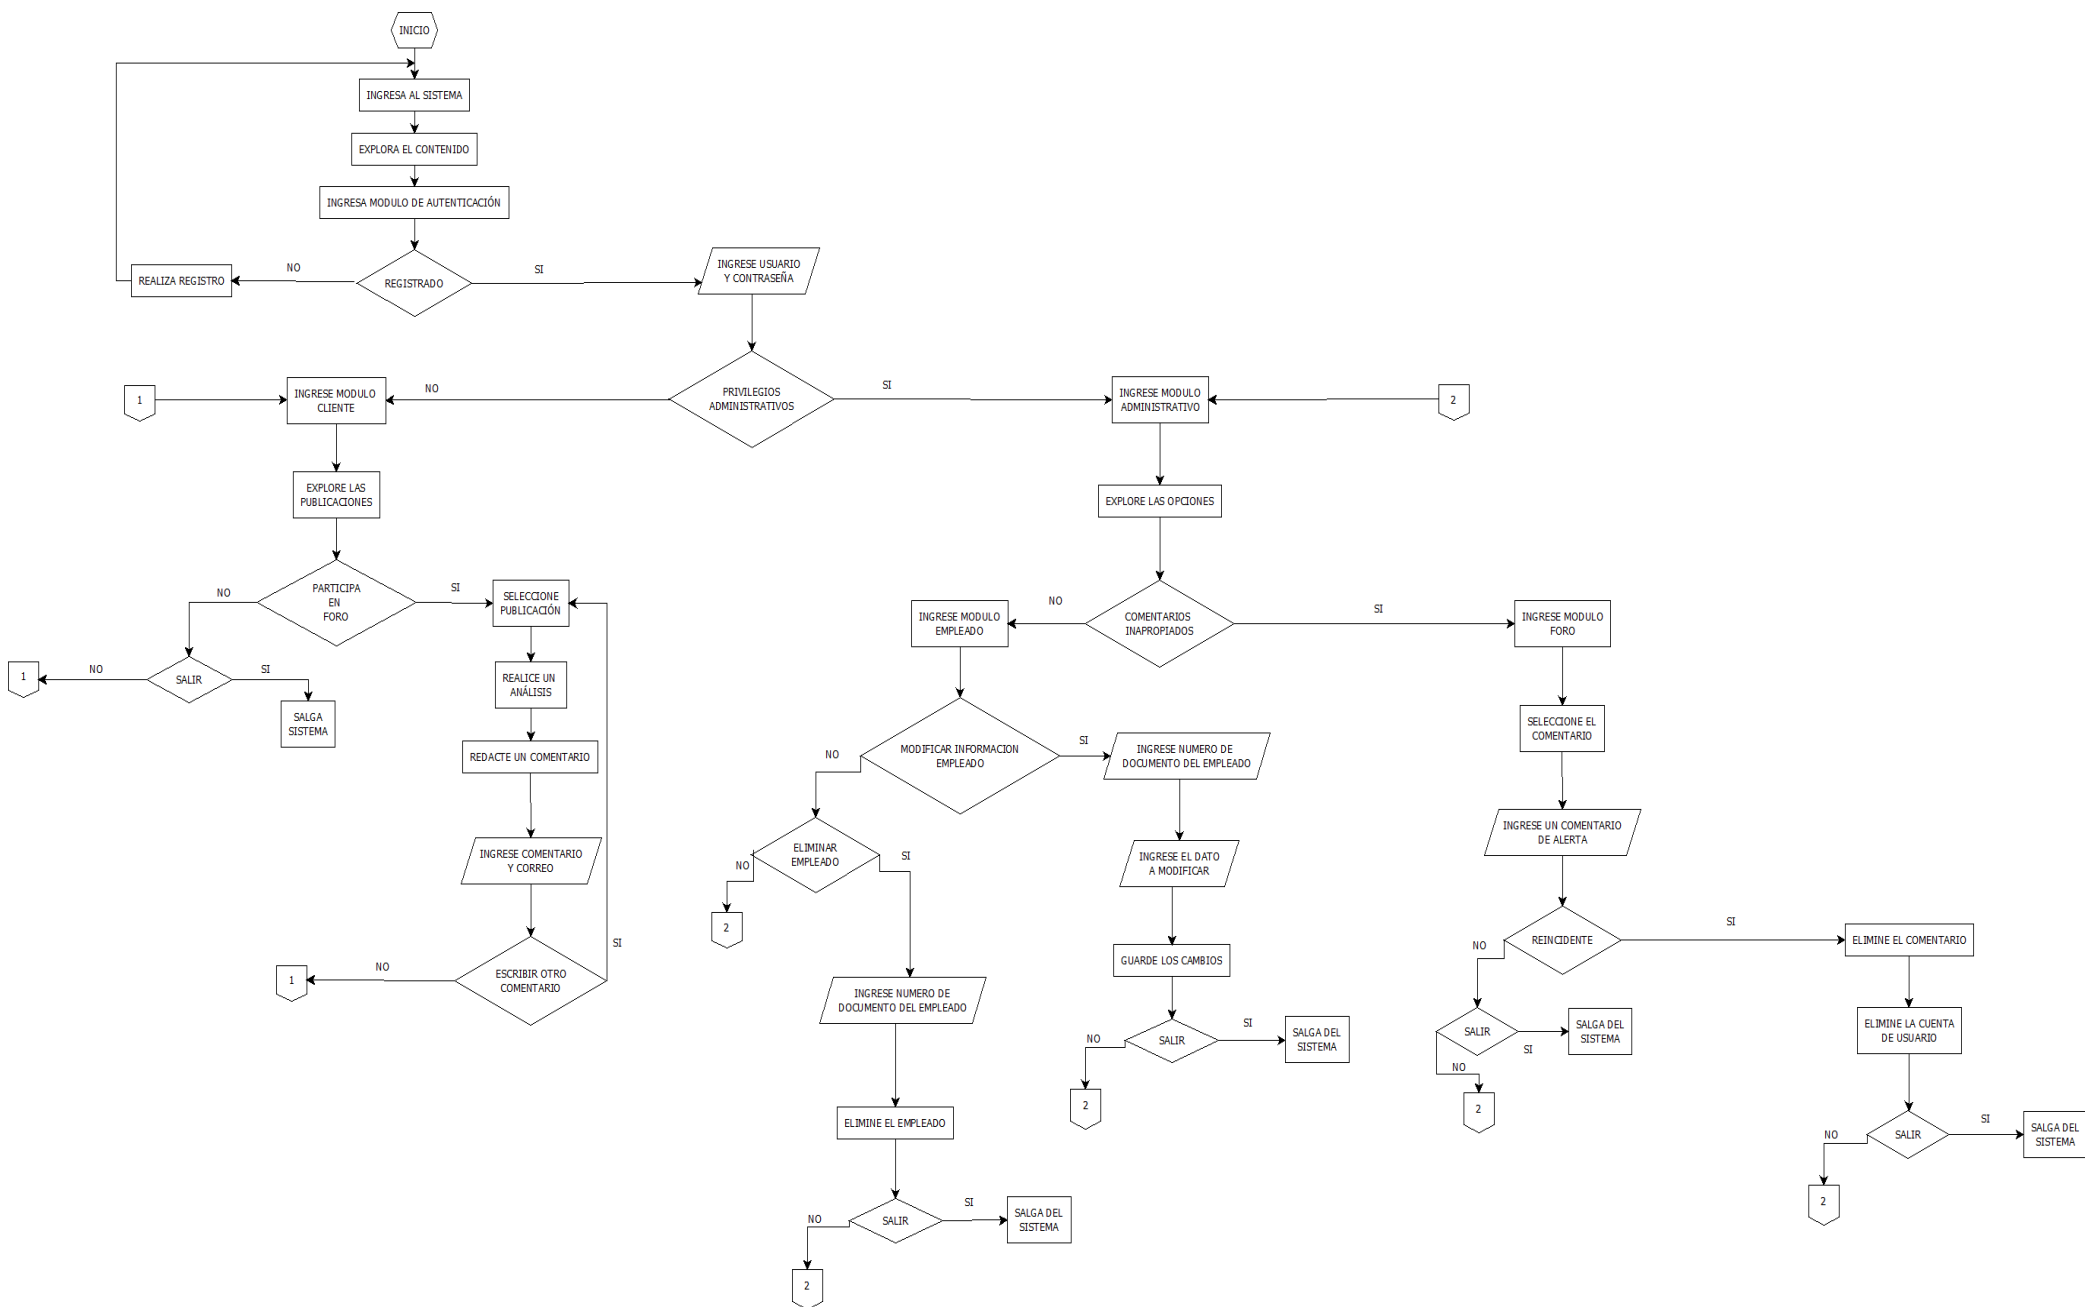 INICIO
INGRESA AL SISTEMA
EXPLORA EL CONTENIDO
INGRESA MODULO DE AUTENTICACIÓN
REGISTRADO
NO
REALIZA REGISTRO
SI
INGRESE USUARIO
Y CONTRASEÑA
PRIVILEGIOS
ADMINISTRATIVOS
NO
SI
1
INGRESE MODULO
CLIENTE
INGRESE MODULO
ADMINISTRATIVO
2
EXPLORE LAS
PUBLICACIONES
PARTICIPA
EN
FORO
NO
SI
SALIR
NO
1
SI
SALGA
SISTEMA
SELECCIONE
PUBLICACIÓN
REALICE UN
ANÁLISIS
REDACTE UN COMENTARIO
INGRESE COMENTARIO
Y CORREO
ESCRIBIR OTRO
COMENTARIO
SI
NO
1
EXPLORE LAS OPCIONES
COMENTARIOS
INAPROPIADOS
NO
SI
INGRESE MODULO
EMPLEADO
MODIFICAR INFORMACION
EMPLEADO
NO
SI
ELIMINAR
EMPLEADO
NO
2
SI
INGRESE NUMERO DE
DOCUMENTO DEL EMPLEADO
ELIMINE EL EMPLEADO
SALIR
NO
2
SI
SALGA DEL
SISTEMA
INGRESE NUMERO DE
DOCUMENTO DEL EMPLEADO
INGRESE EL DATO
A MODIFICAR
GUARDE LOS CAMBIOS
SALIR
NO
2
SI
SALGA DEL
SISTEMA
INGRESE MODULO
FORO
SELECCIONE EL
COMENTARIO
INGRESE UN COMENTARIO
DE ALERTA
REINCIDENTE
NO
SI
SALIR
NO
2
SI
SALGA DEL
SISTEMA
ELIMINE EL COMENTARIO
ELIMINE LA CUENTA
DE USUARIO
SALIR
NO
2
SI
SALGA DEL
SISTEMA